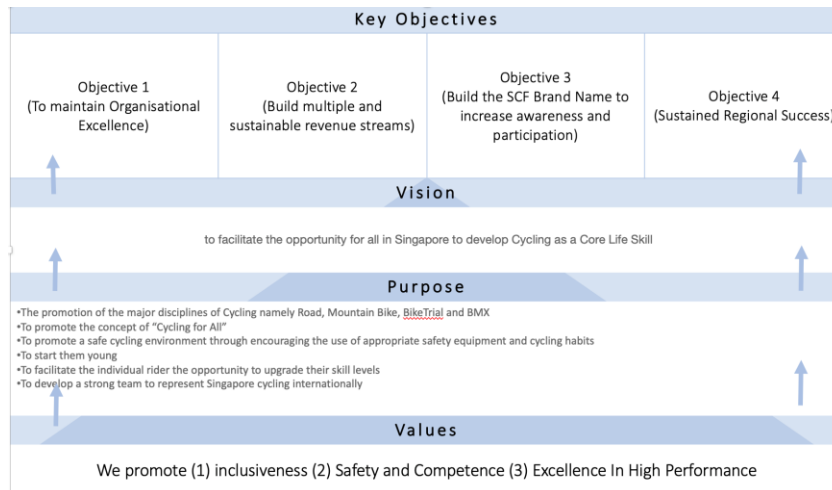 Key Objectives
Objective 1
(To maintain Organisational
Excellence)
Objective 2
(Build multiple and
sustainable revenue streams)
Objective 3
(Build the SCF Brand Name to
increase awareness and
participation)
Objective 4
(Sustained Regional Success)
Vision
to facilitate the opportunity for all in Singapore to develop Cycling as a Core Life Skill
Purpose
•The promotion of the major disciplines of Cycling namely Road, Mountain Bike, BikeTrial and BMX
•To promote the concept of “Cycling for All”
•To promote a safe cycling environment through encouraging the use of appropriate safety equipment and cycling habits
•To start them young
•To facilitate the individual rider the opportunity to upgrade their skill levels
•To develop a strong team to represent Singapore cycling internationally
Values
We promote (1) inclusiveness (2) Safety and Competence (3) Excellence In High Performance